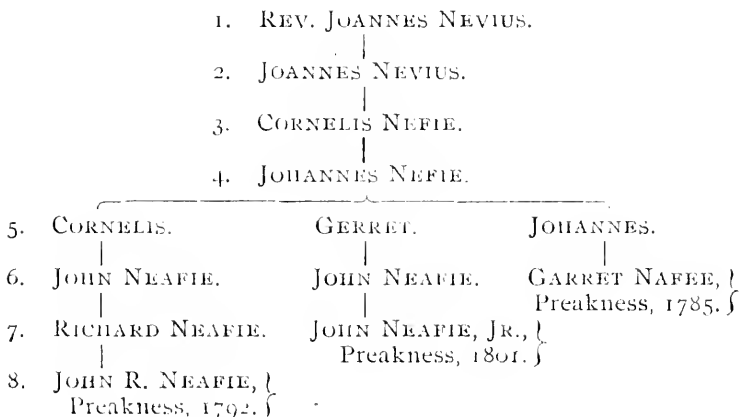 1. Rev. Joannes Nevius.
2. Joannes Nevius.
3. Cornelis Nefie.
4. Johannes Nefie.
5. Cornelis. Gerret. Johannes.
6. John Neafie. John Neafie. Garret Nafee,
Preakness, 1785.
7. Richard Neafie. John Neafie, Jr.,
Preakness, 1801.
8. John R. Neafie,
Preakness, 1792.